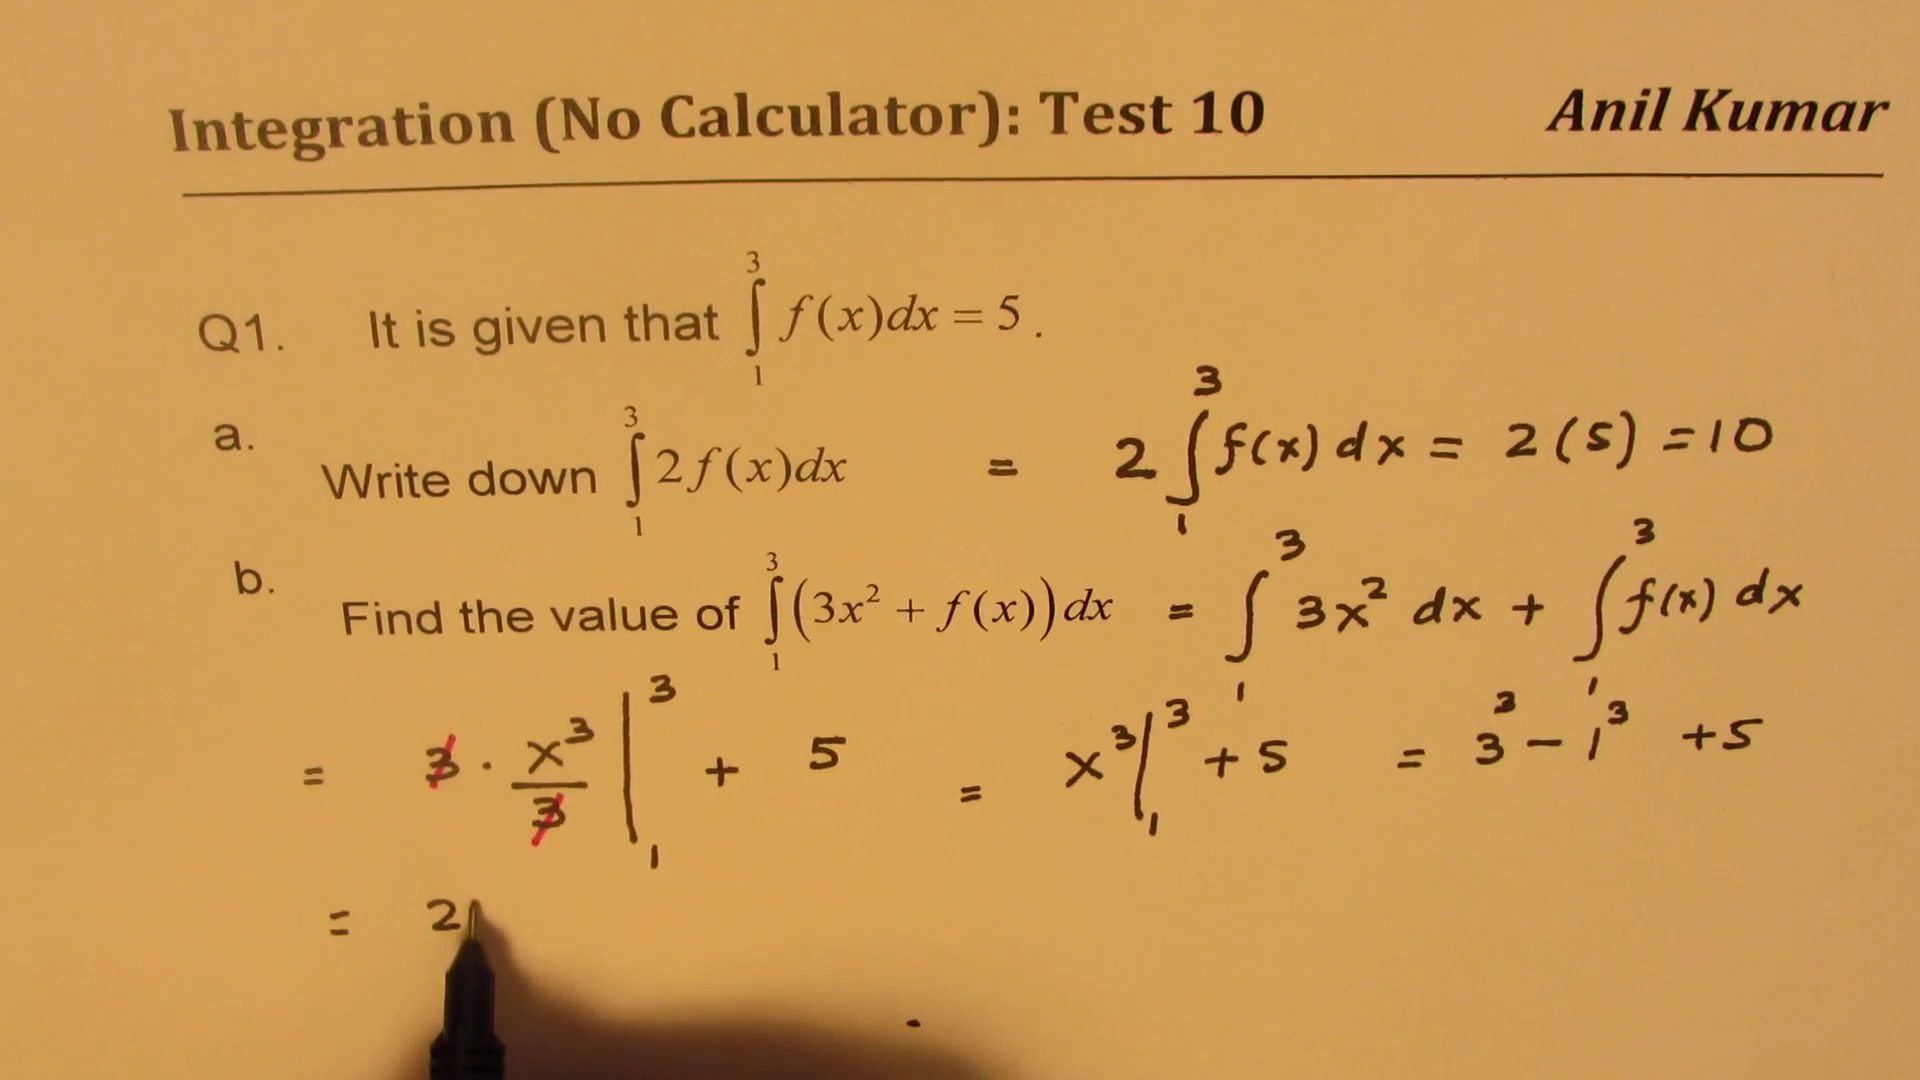 Integration (No Calculator): Test 10 Anil Kumar
Q1. It is given that ∫₁³ f(x)dx = 5 .
a. Write down ∫₁³ 2f(x)dx = 2 ∫₁³ f(x) dx = 2(5) = 10
b. Find the value of ∫₁³ (3x² + f(x))dx = ∫₁³ 3x² dx + ∫₁³ f(x) dx
= 3 · x³/3 |₁³ + 5 = x³|₁³ + 5 = 3³ − 1³ + 5
= 2